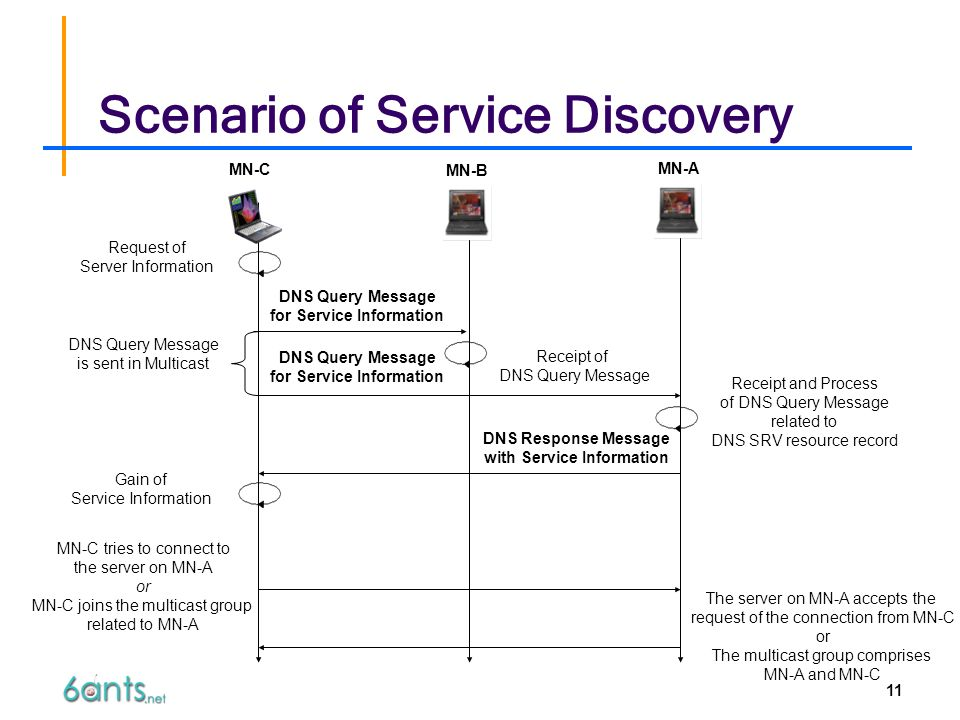 Scenario of Service Discovery
MN-C
MN-B
MN-A
Request of
Server Information
DNS Query Message
for Service Information
DNS Query Message
is sent in Multicast
DNS Query Message
for Service Information
Receipt of
DNS Query Message
Receipt and Process
of DNS Query Message
related to
DNS SRV resource record
DNS Response Message
with Service Information
Gain of
Service Information
MN-C tries to connect to
the server on MN-A
or
MN-C joins the multicast group
related to MN-A
The server on MN-A accepts the
request of the connection from MN-C
or
The multicast group comprises
MN-A and MN-C
6ants.net
11